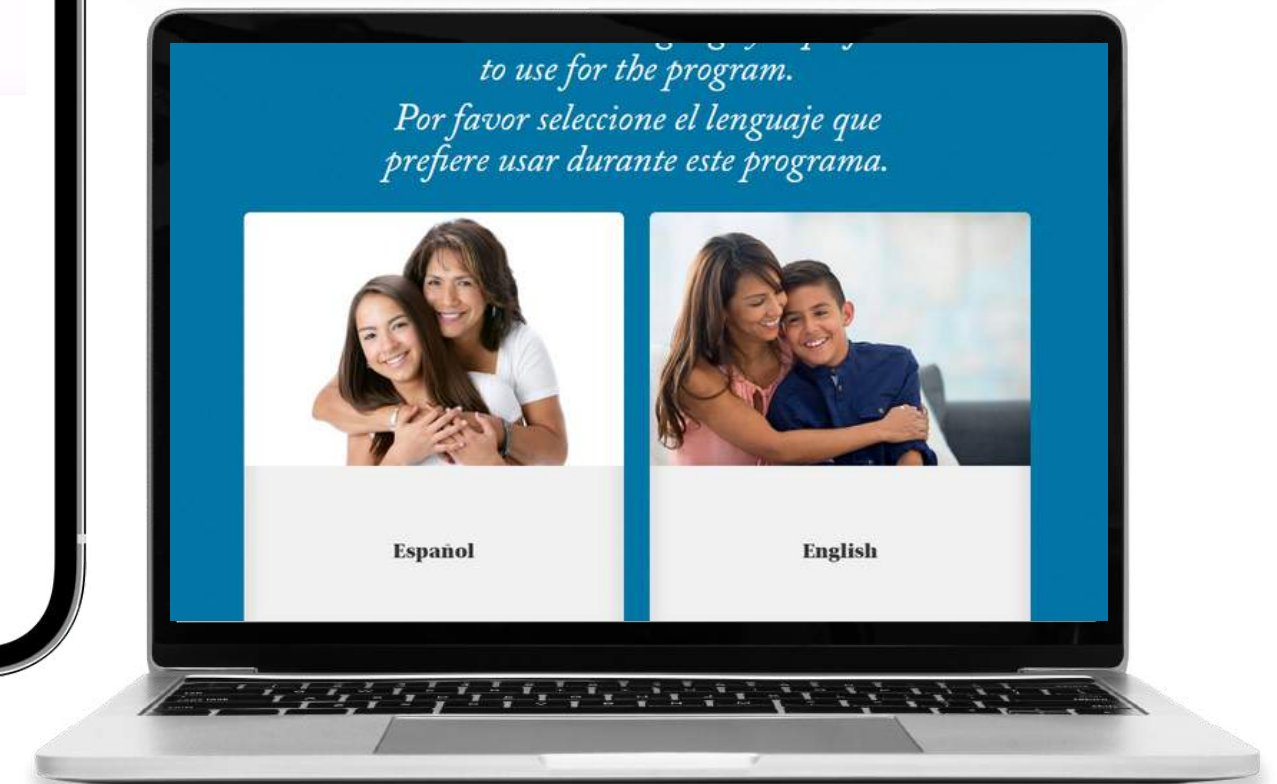 to use for the program.
Por favor seleccione el lenguaje que
prefiere usar durante este programa.
Español
English